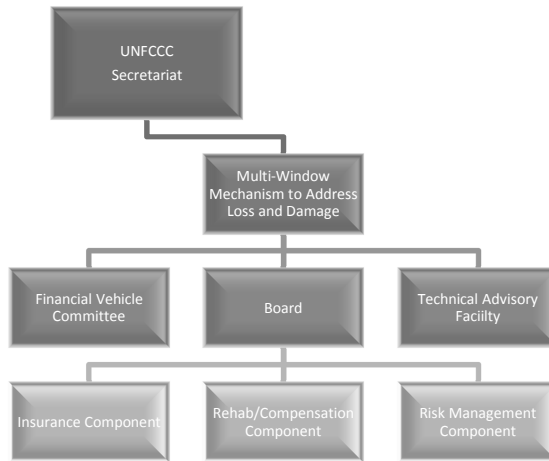 UNFCCC
Secretariat
Multi-Window
Mechanism to Address
Loss and Damage
Financial Vehicle
Committee
Board
Technical Advisory
Faciilty
Insurance Component
Rehab/Compensation
Component
Risk Management
Component